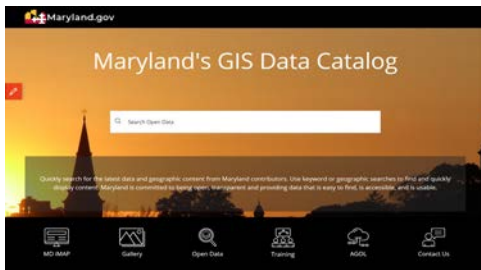 Maryland.gov
Maryland's GIS Data Catalog
Search Open Data
Quickly search for the latest data and geographic content from Maryland contributors. Use keyword or geographic searches to find and quickly
display content! Maryland is committed to being open, transparent and providing data that is easy to find, is accessible, and is usable.
MD iMAP
Gallery
Open Data
Training
AGOL
Contact Us